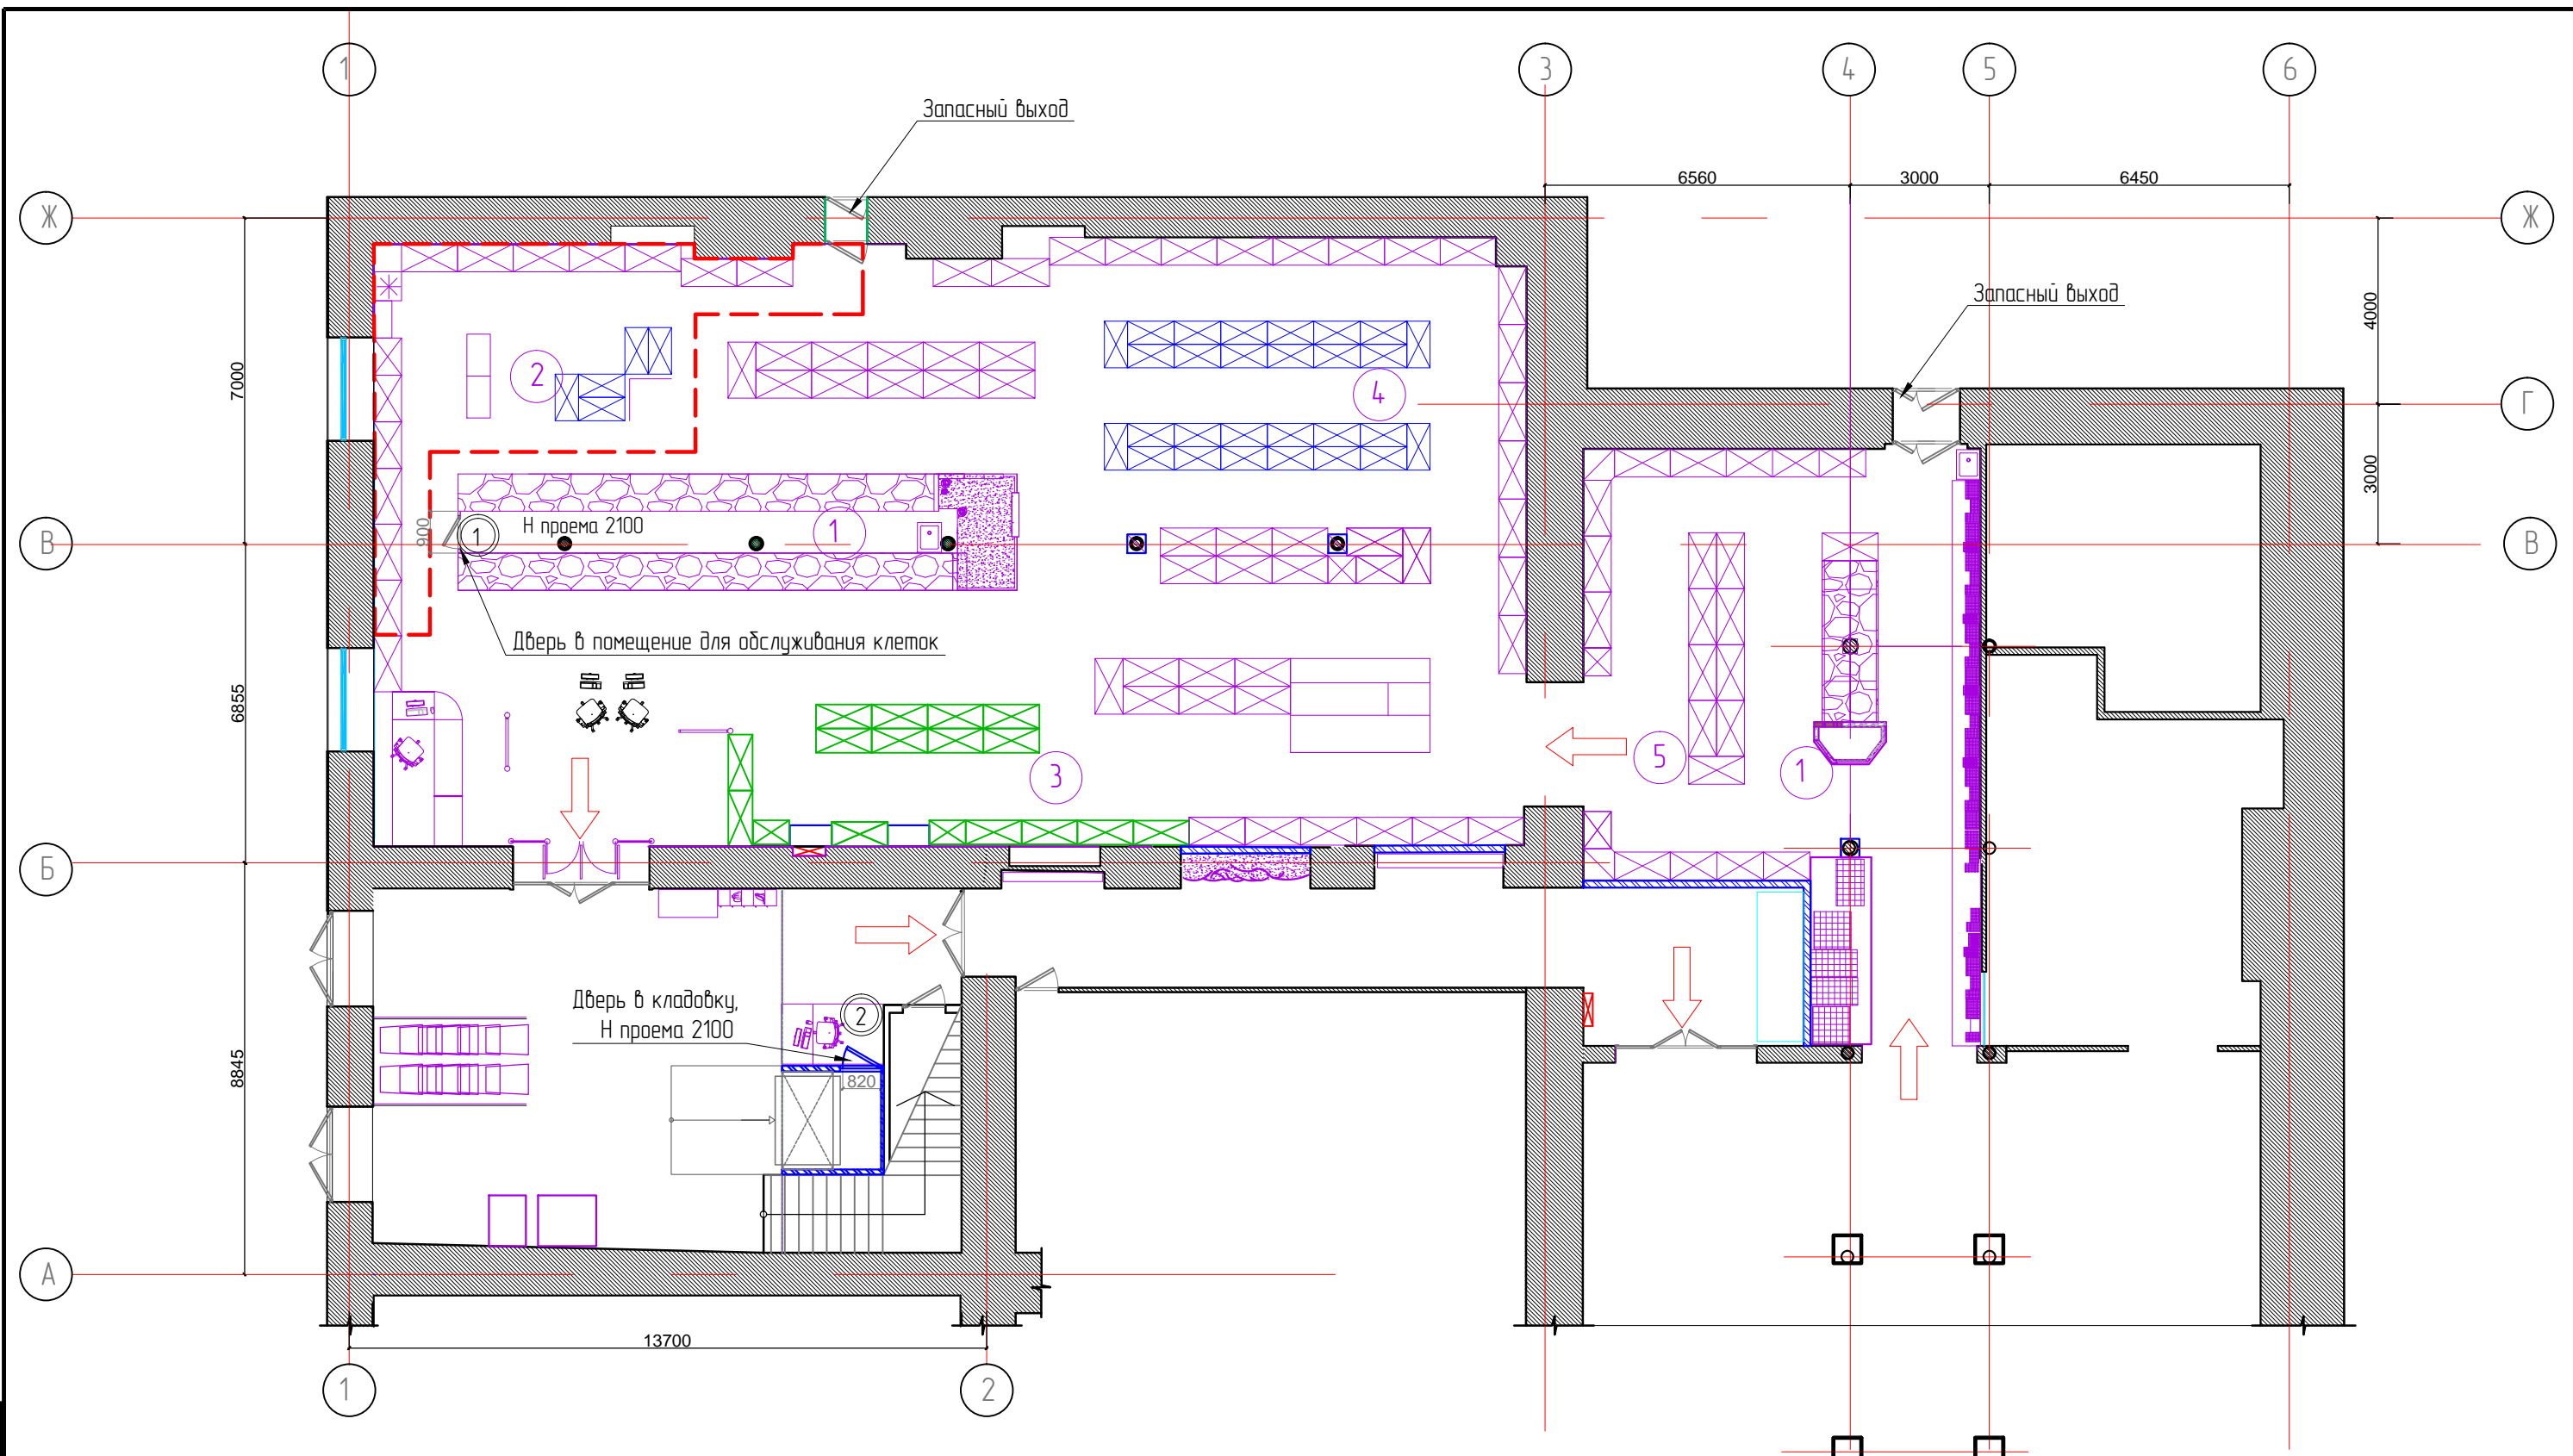 1
3
4
5
6
Запасный выход
6560
3000
6450
Ж
Ж
Запасный выход
4000
7000
2
4
Г
3000
900
1
Н проема 2100
1
В
В
Дверь в помещение для обслуживания клеток
6855
3
5
1
Б
Дверь в кладовку,
Н проема 2100
2
820
8845
А
13700
1
2